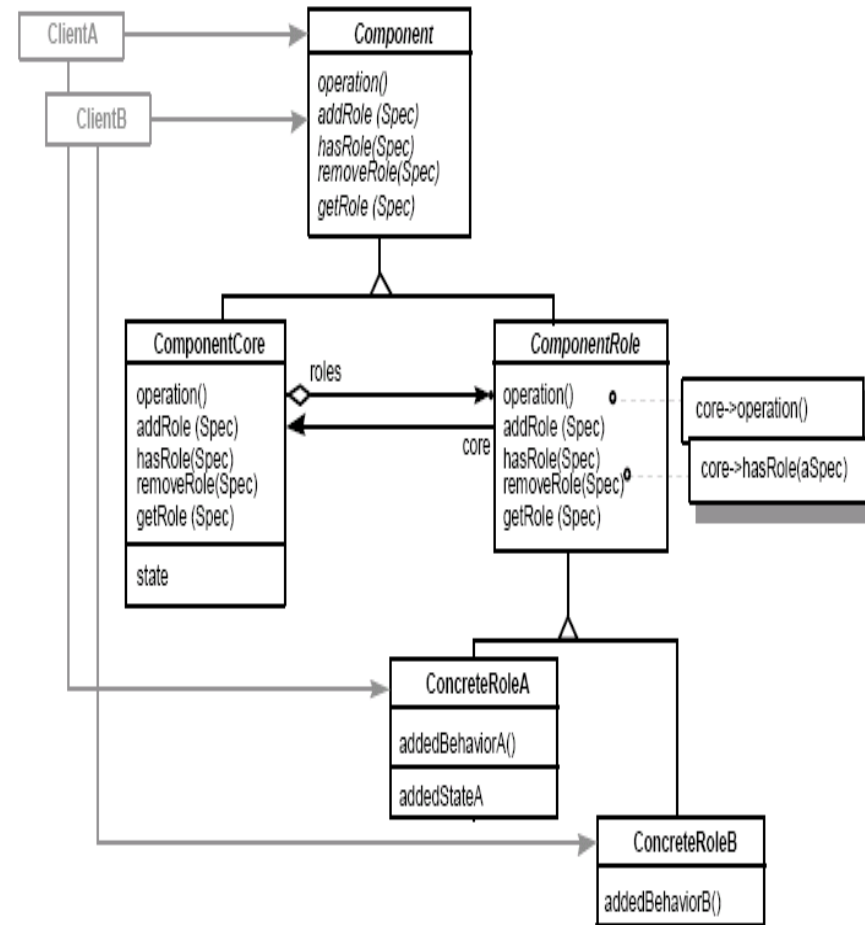 ClientA
Component
operation()
addRole (Spec)
hasRole(Spec)
removeRole(Spec)
getRole (Spec)
ClientB
ComponentCore
operation()
addRole (Spec)
hasRole(Spec)
removeRole(Spec)
getRole (Spec)
state
roles
core
ComponentRole
operation()
addRole (Spec)
hasRole(Spec)
removeRole(Spec)
getRole (Spec)
core->operation()
core->hasRole(aSpec)
ConcreteRoleA
addedBehaviorA()
addedStateA
ConcreteRoleB
addedBehaviorB()